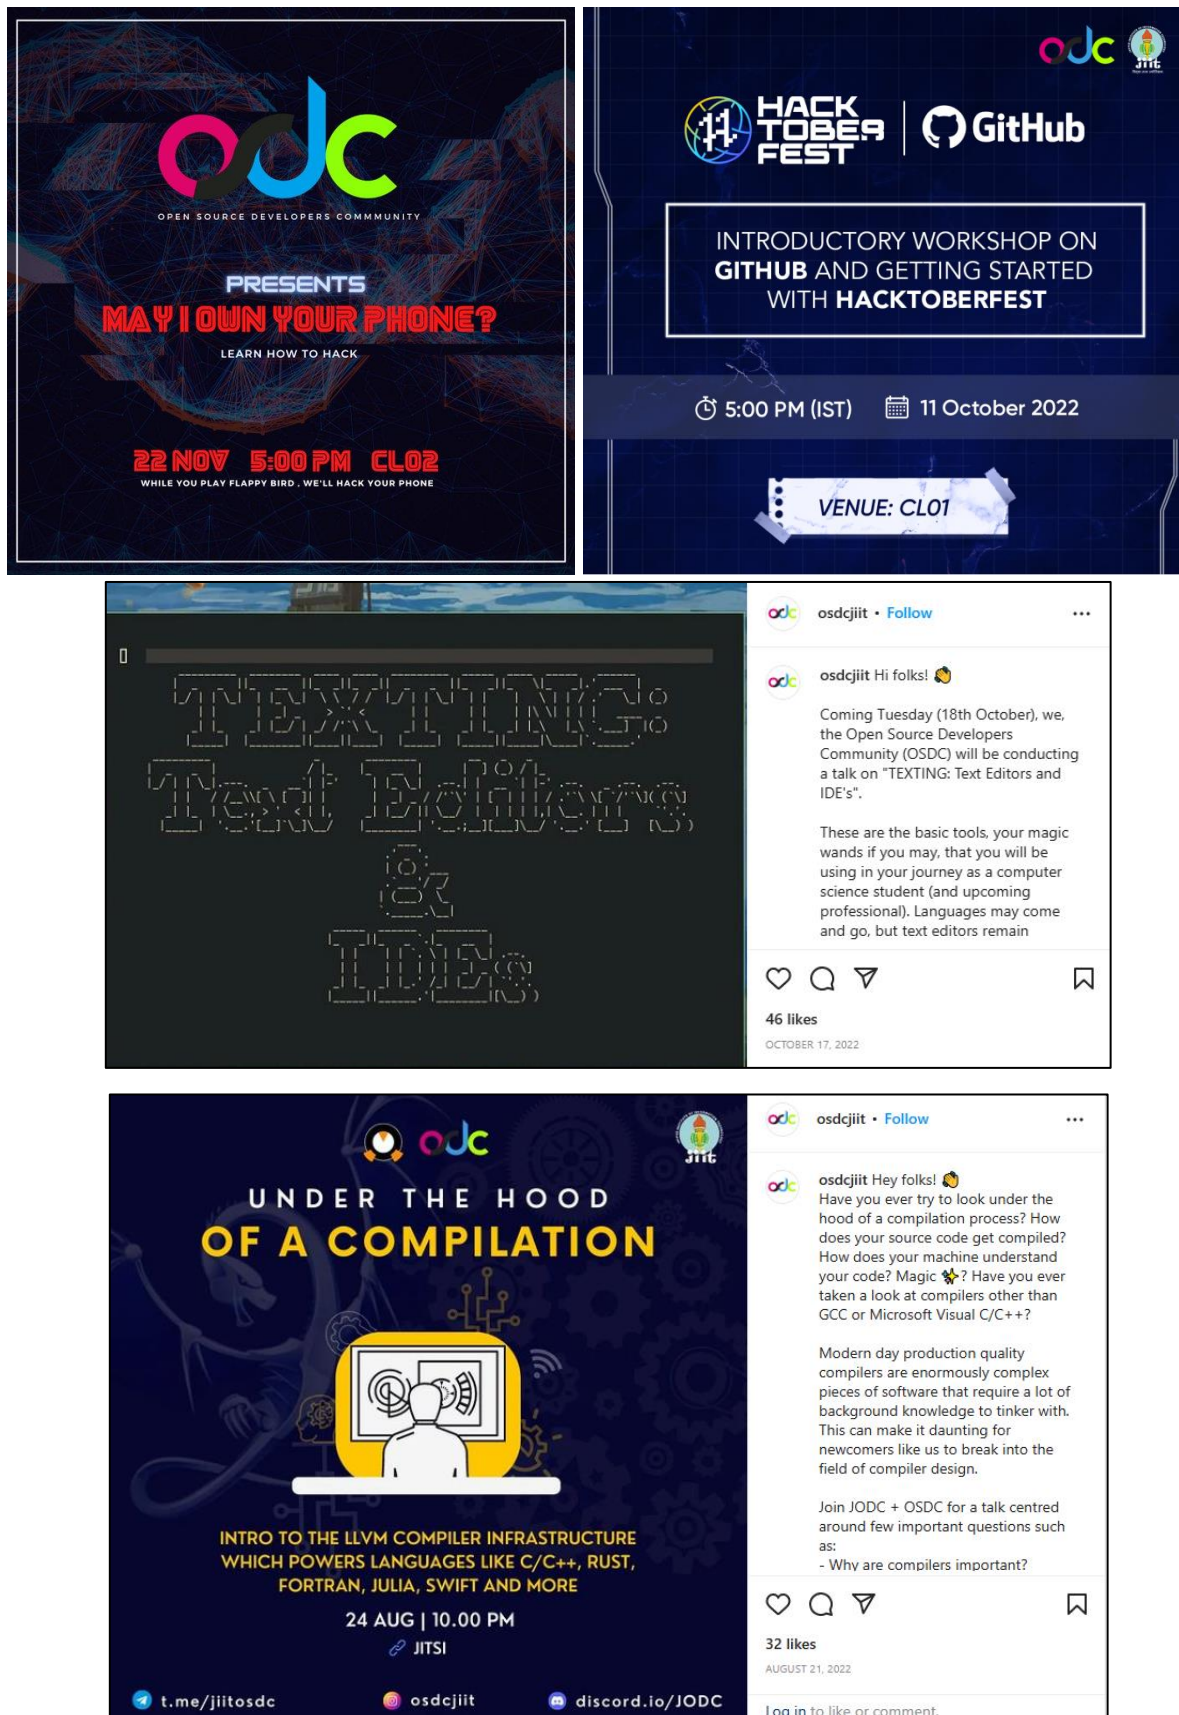 osdc
OPEN SOURCE DEVELOPERS COMMMUNITY
PRESENTS
MAY I OWN YOUR PHONE?
LEARN HOW TO HACK
22 NOV 5:00 PM CL02
WHILE YOU PLAY FLAPPY BIRD , WE'LL HACK YOUR PHONE
osdc
JIIT
HACK
TOBER
FEST
GitHub
INTRODUCTORY WORKSHOP ON
GITHUB AND GETTING STARTED
WITH HACKTOBERFEST
5:00 PM (IST) 11 October 2022
VENUE: CL01
TEXTING:
Text Editors
&
IDEs
osdcjiit • Follow
osdcjiit Hi folks! 👏
Coming Tuesday (18th October), we,
the Open Source Developers
Community (OSDC) will be conducting
a talk on "TEXTING: Text Editors and
IDE's".
These are the basic tools, your magic
wands if you may, that you will be
using in your journey as a computer
science student (and upcoming
professional). Languages may come
and go, but text editors remain
46 likes
OCTOBER 17, 2022
osdc
jiit
UNDER THE HOOD
OF A COMPILATION
INTRO TO THE LLVM COMPILER INFRASTRUCTURE
WHICH POWERS LANGUAGES LIKE C/C++, RUST,
FORTRAN, JULIA, SWIFT AND MORE
24 AUG | 10.00 PM
JITSI
t.me/jiitosdc osdcjiit discord.io/JODC
osdcjiit • Follow
osdcjiit Hey folks! 👏
Have you ever try to look under the
hood of a compilation process? How
does your source code get compiled?
How does your machine understand
your code? Magic ✨? Have you ever
taken a look at compilers other than
GCC or Microsoft Visual C/C++?
Modern day production quality
compilers are enormously complex
pieces of software that require a lot of
background knowledge to tinker with.
This can make it daunting for
newcomers like us to break into the
field of compiler design.
Join JODC + OSDC for a talk centred
around few important questions such
as:
- Why are compilers important?
32 likes
AUGUST 21, 2022
Log in to like or comment.